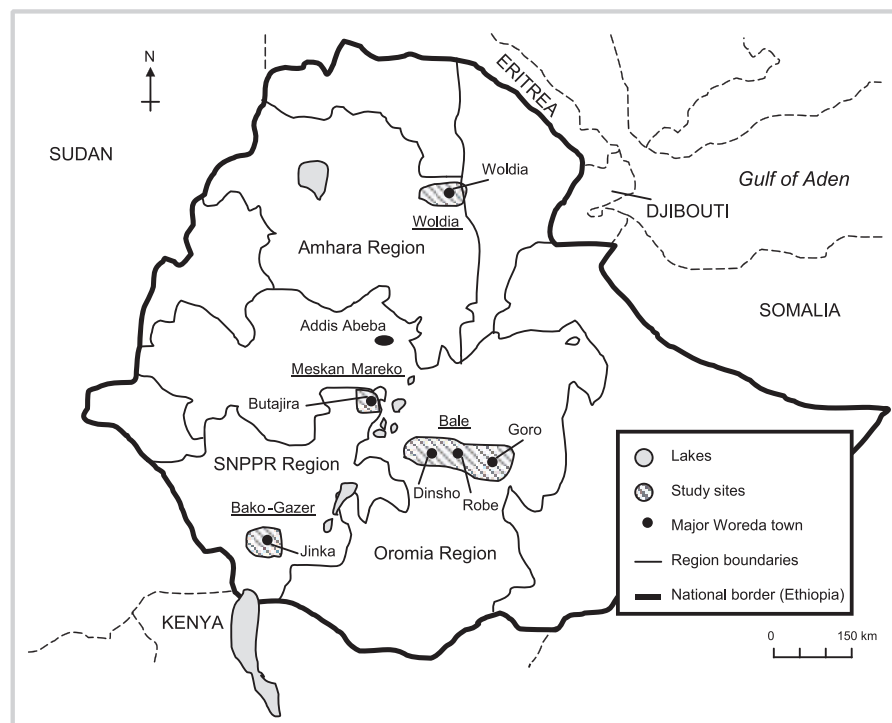 N
ERITREA
SUDAN
Woldia
Gulf of Aden
DJIBOUTI
Woldia
Amhara Region
SOMALIA
Addis Abeba
Meskan Mareko
Butajira
Bale
Goro
SNPPR Region
Dinsho
Robe
Bako-Gazer
Jinka
Oromia Region
KENYA
Lakes
Study sites
Major Woreda town
Region boundaries
National border (Ethiopia)
0 150 km